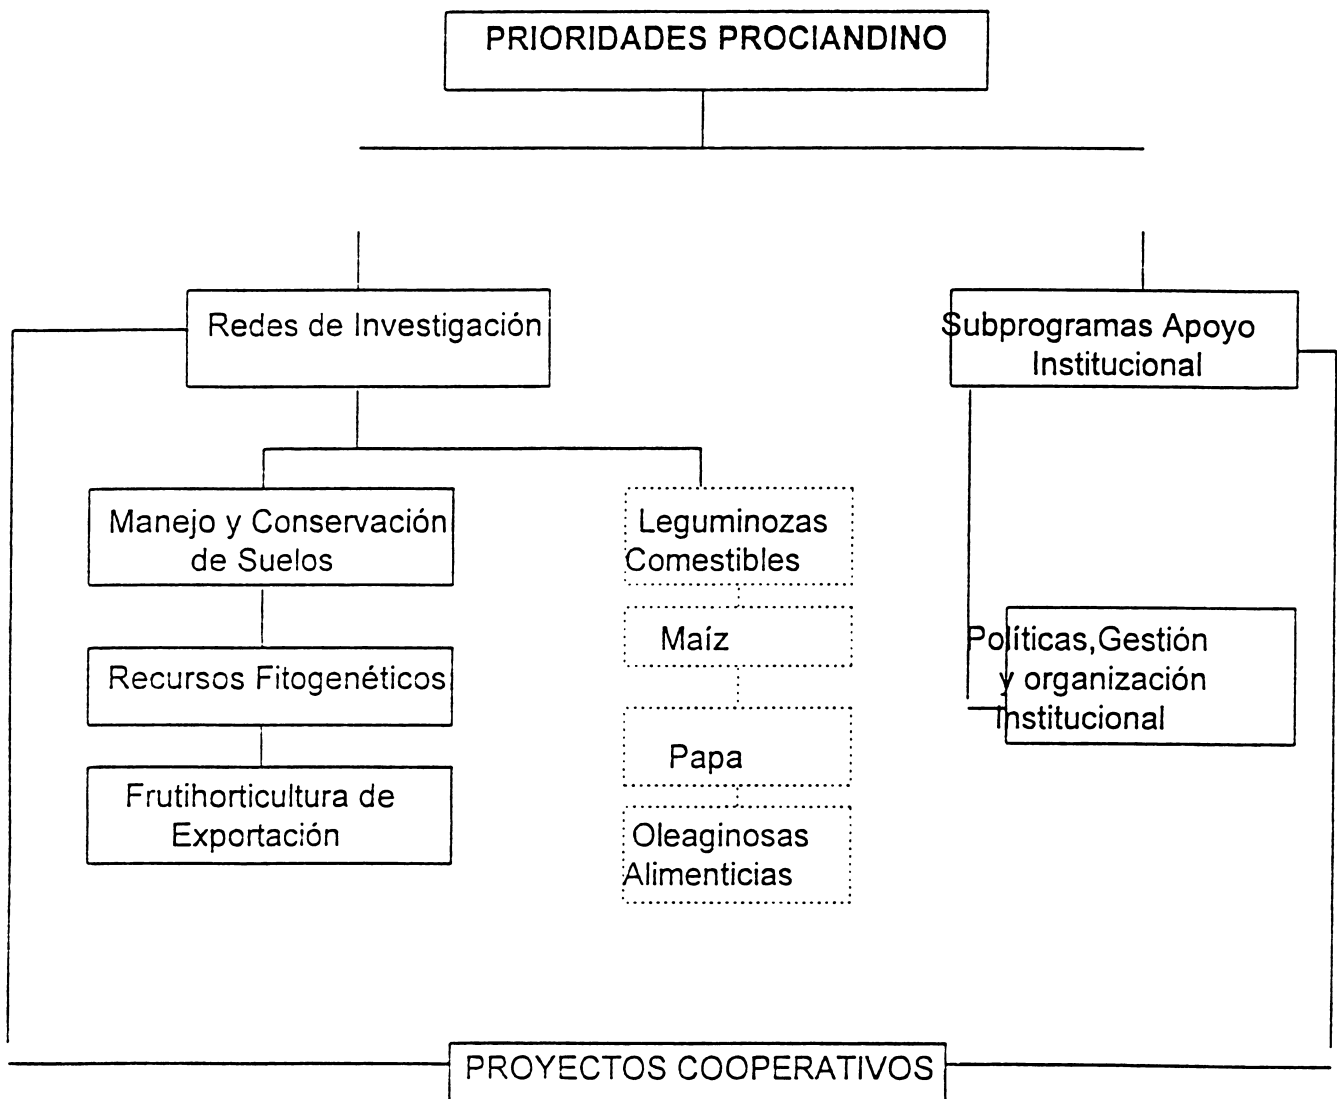 PRIORIDADES PROCIANDINO
Redes de Investigación
Subprogramas Apoyo
Institucional
Manejo y Conservación
de Suelos
Recursos Fitogenéticos
Frutihorticultura de
Exportación
Leguminozas
Comestibles
Maíz
Papa
Oleaginosas
Alimenticias
Políticas,Gestión
y organización
Institucional
PROYECTOS COOPERATIVOS